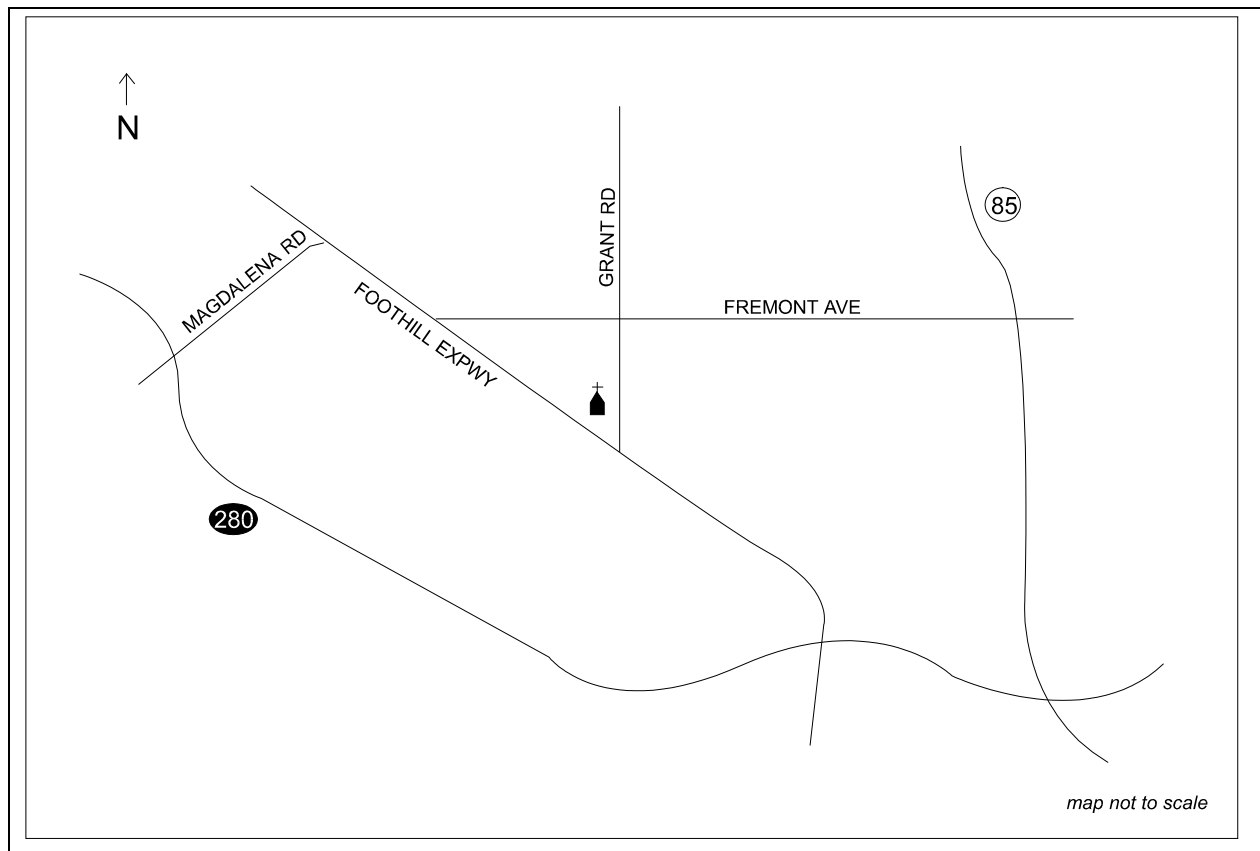 N
85
GRANT RD
MAGDALENA RD
FOOTHILL EXPWY
FREMONT AVE
280
map not to scale